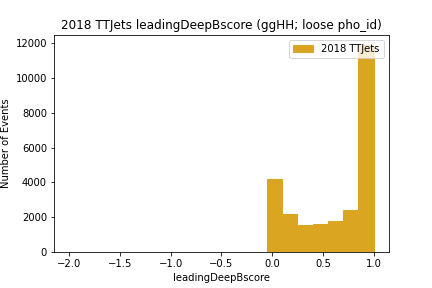 2018 TTJets leadingDeepBscore (ggHH; loose pho_id)
12000
10000
8000
6000
4000
2000
0
Number of Events
2018 TTJets
−2.0 −1.5 −1.0 −0.5 0.0 0.5 1.0
leadingDeepBscore